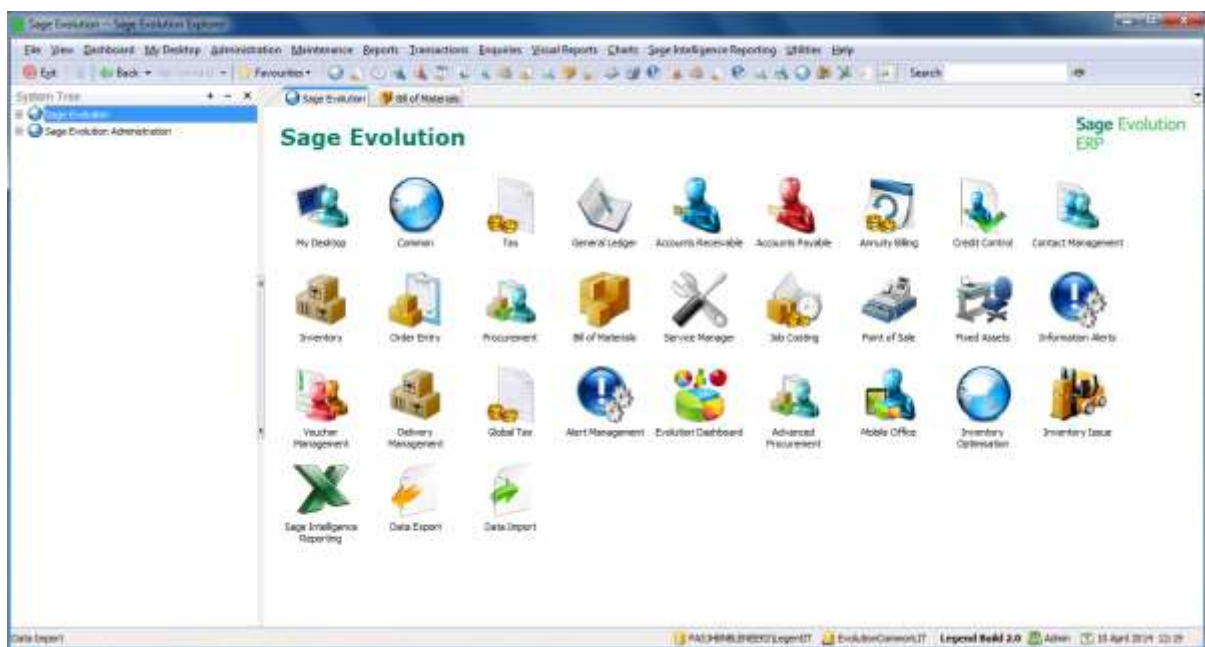 Sage Evolution - Sage Evolution Explorer
File View Dashboard My Desktop Administration Maintenance Reports Transactions Enquiries Visual Reports Charts Sage Intelligence Reporting Utilities Help
Exit Back Favourites Search
System Tree
Sage Evolution Bill of Materials
Sage Evolution
Sage Evolution Administration
Sage Evolution
Sage Evolution
ERP
My Desktop Common Tax General Ledger Accounts Receivable Accounts Payable Annuity Billing Credit Control Contact Management
Inventory Order Entry Procurement Bill of Materials Service Manager Job Costing Point of Sale Fixed Assets Information Alerts
Voucher Management Delivery Management Global Tax Alert Management Evolution Dashboard Advanced Procurement Mobile Office Inventory Optimisation Inventory Issue
Sage Intelligence Reporting Data Export Data Import
Data Import EvolutionCommon.IT Legend Build 2.0 Admin 10 April 2014